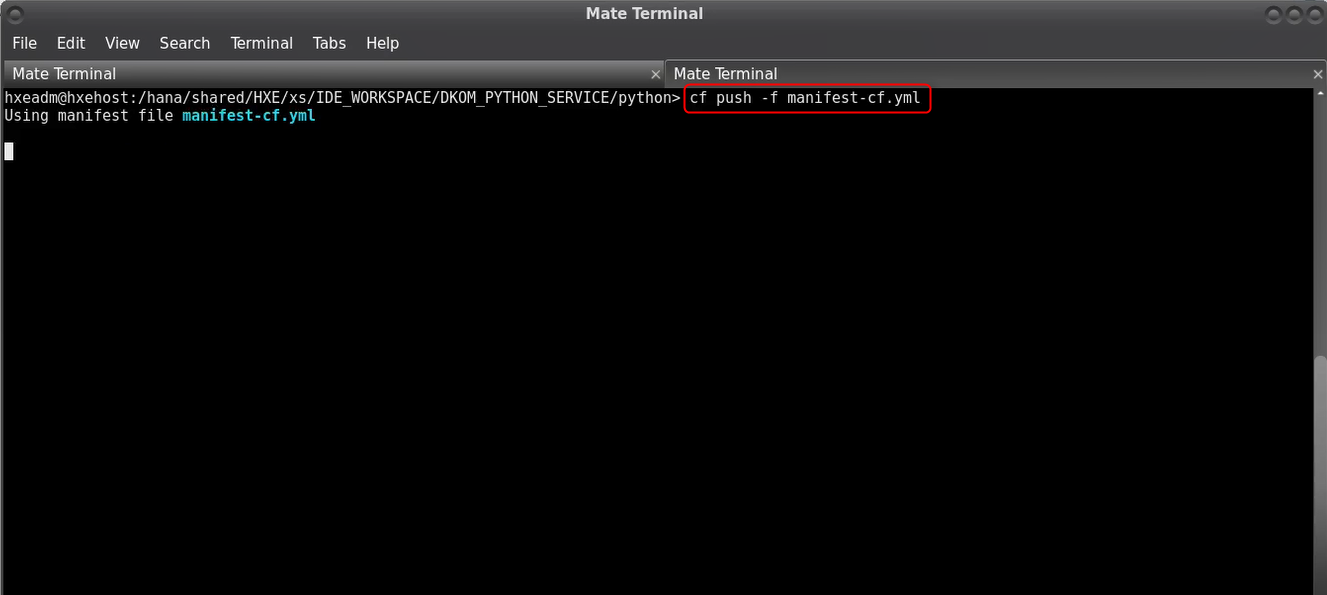 Mate Terminal
File Edit View Search Terminal Tabs Help
Mate Terminal × Mate Terminal ×
hxeadm@hxehost:/hana/shared/HXE/xs/IDE_WORKSPACE/DKOM_PYTHON_SERVICE/python> cf push -f manifest-cf.yml
Using manifest file manifest-cf.yml